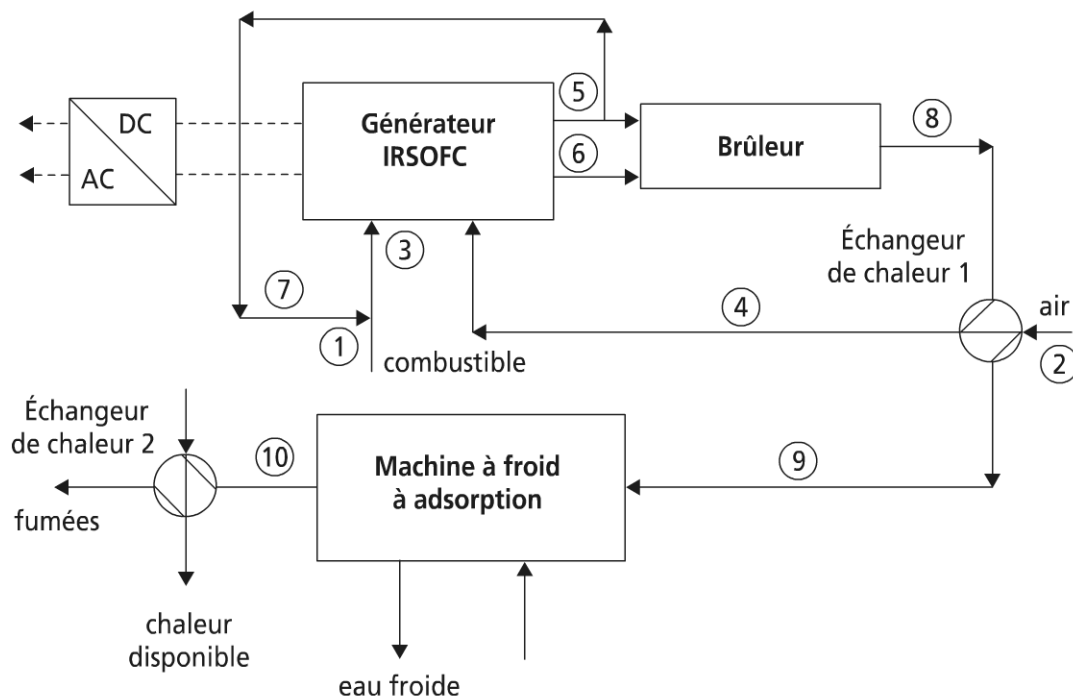 DC
AC
Générateur
IRSOFC
5
6
Brûleur
8
3
7
1
combustible
4
Échangeur
de chaleur 1
air
2
Échangeur
de chaleur 2
10
Machine à froid
à adsorption
9
fumées
chaleur
disponible
eau froide